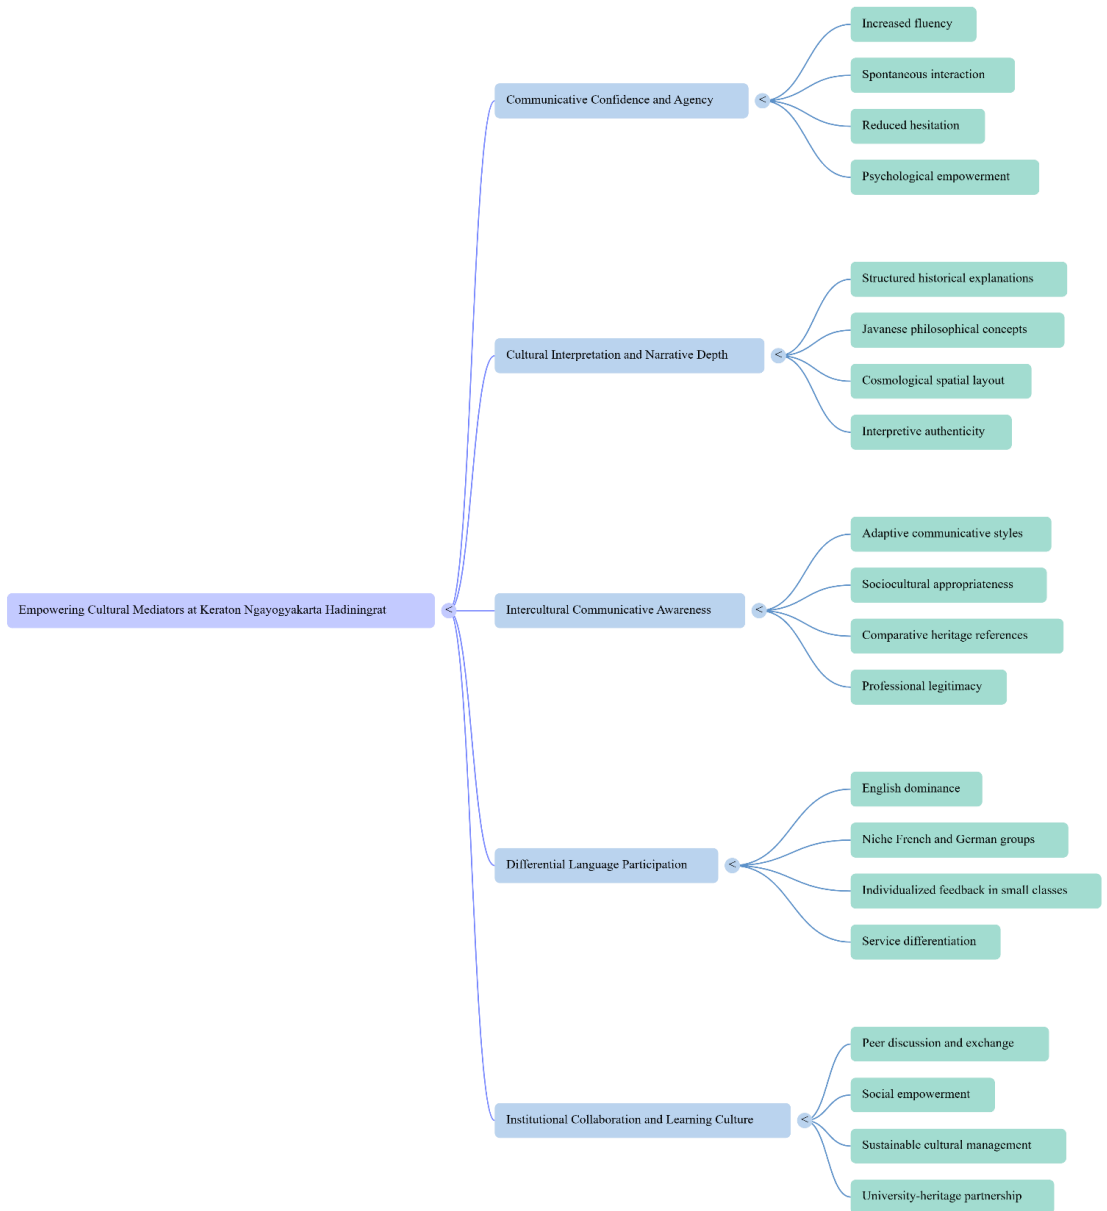 Empowering Cultural Mediators at Keraton Ngayogyakarta Hadiningrat
<
Communicative Confidence and Agency
<
Increased fluency
Spontaneous interaction
Reduced hesitation
Psychological empowerment
Cultural Interpretation and Narrative Depth
<
Structured historical explanations
Javanese philosophical concepts
Cosmological spatial layout
Interpretive authenticity
Intercultural Communicative Awareness
<
Adaptive communicative styles
Sociocultural appropriateness
Comparative heritage references
Professional legitimacy
Differential Language Participation
<
English dominance
Niche French and German groups
Individualized feedback in small classes
Service differentiation
Institutional Collaboration and Learning Culture
<
Peer discussion and exchange
Social empowerment
Sustainable cultural management
University-heritage partnership